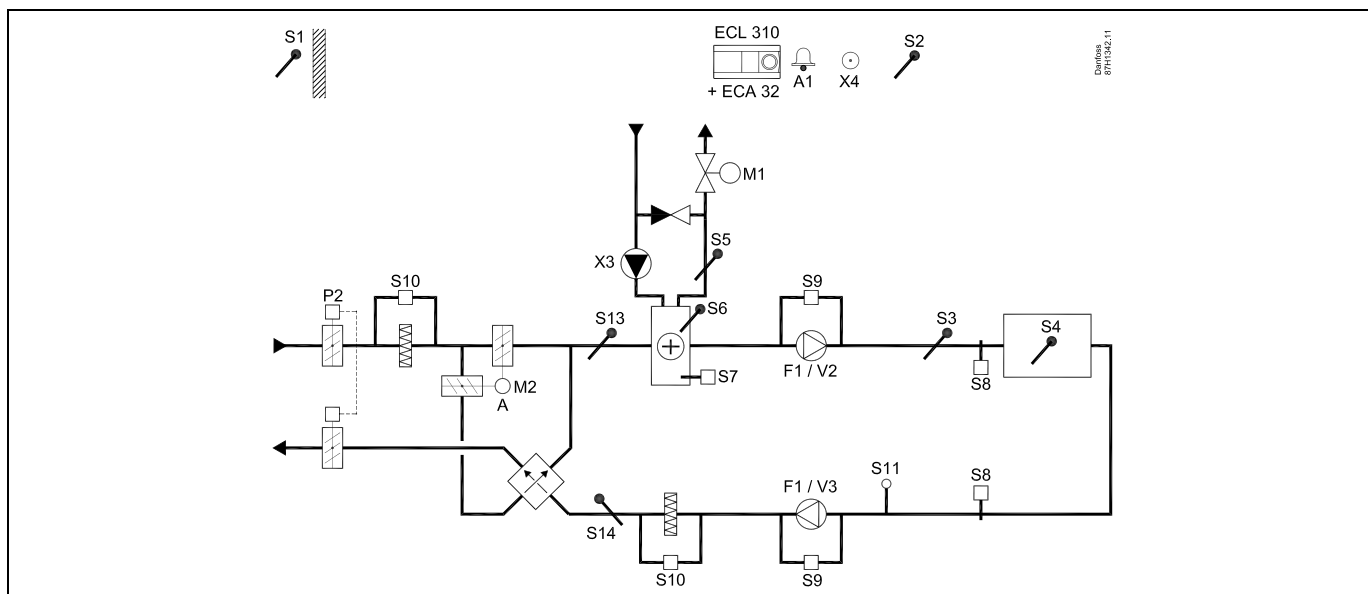 S1
ECL 310
+ ECA 32
A1
X4
S2
Danfoss
87H1342.11
M1
S5
X3
S10
P2
S6
S9
S13
S3
S4
S7
F1 / V2
S8
M2
A
S11
S8
F1 / V3
S14
S10
S9